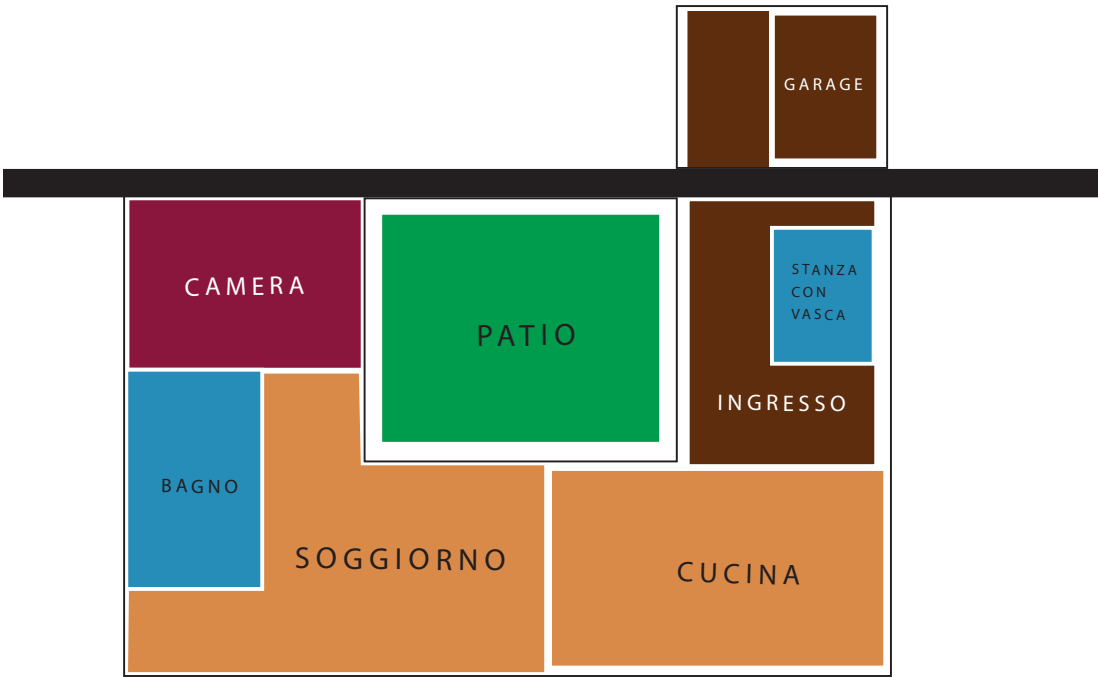 GARAGE
CAMERA
PATIO
STANZA
CON
VASCA
INGRESSO
BAGNO
SOGGIORNO
CUCINA